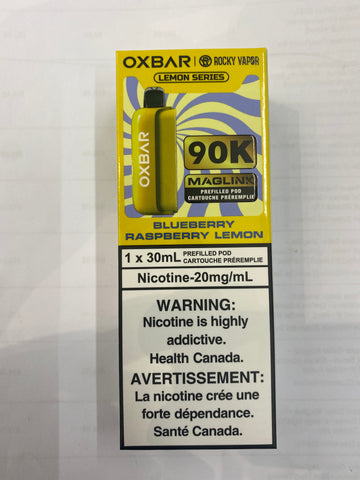 OXBAR | ROCKY VAPOR
LEMON SERIES
OXBAR
90K
MAGLINK
PREFILLED POD
CARTOUCHE PRÉREMPLIE
BLUEBERRY
RASPBERRY LEMON
1 x 30mL PREFILLED POD
CARTOUCHE PRÉREMPLIE
Nicotine-20mg/mL
WARNING:
Nicotine is highly
addictive.
Health Canada.
AVERTISSEMENT:
La nicotine crée une
forte dépendance.
Santé Canada.